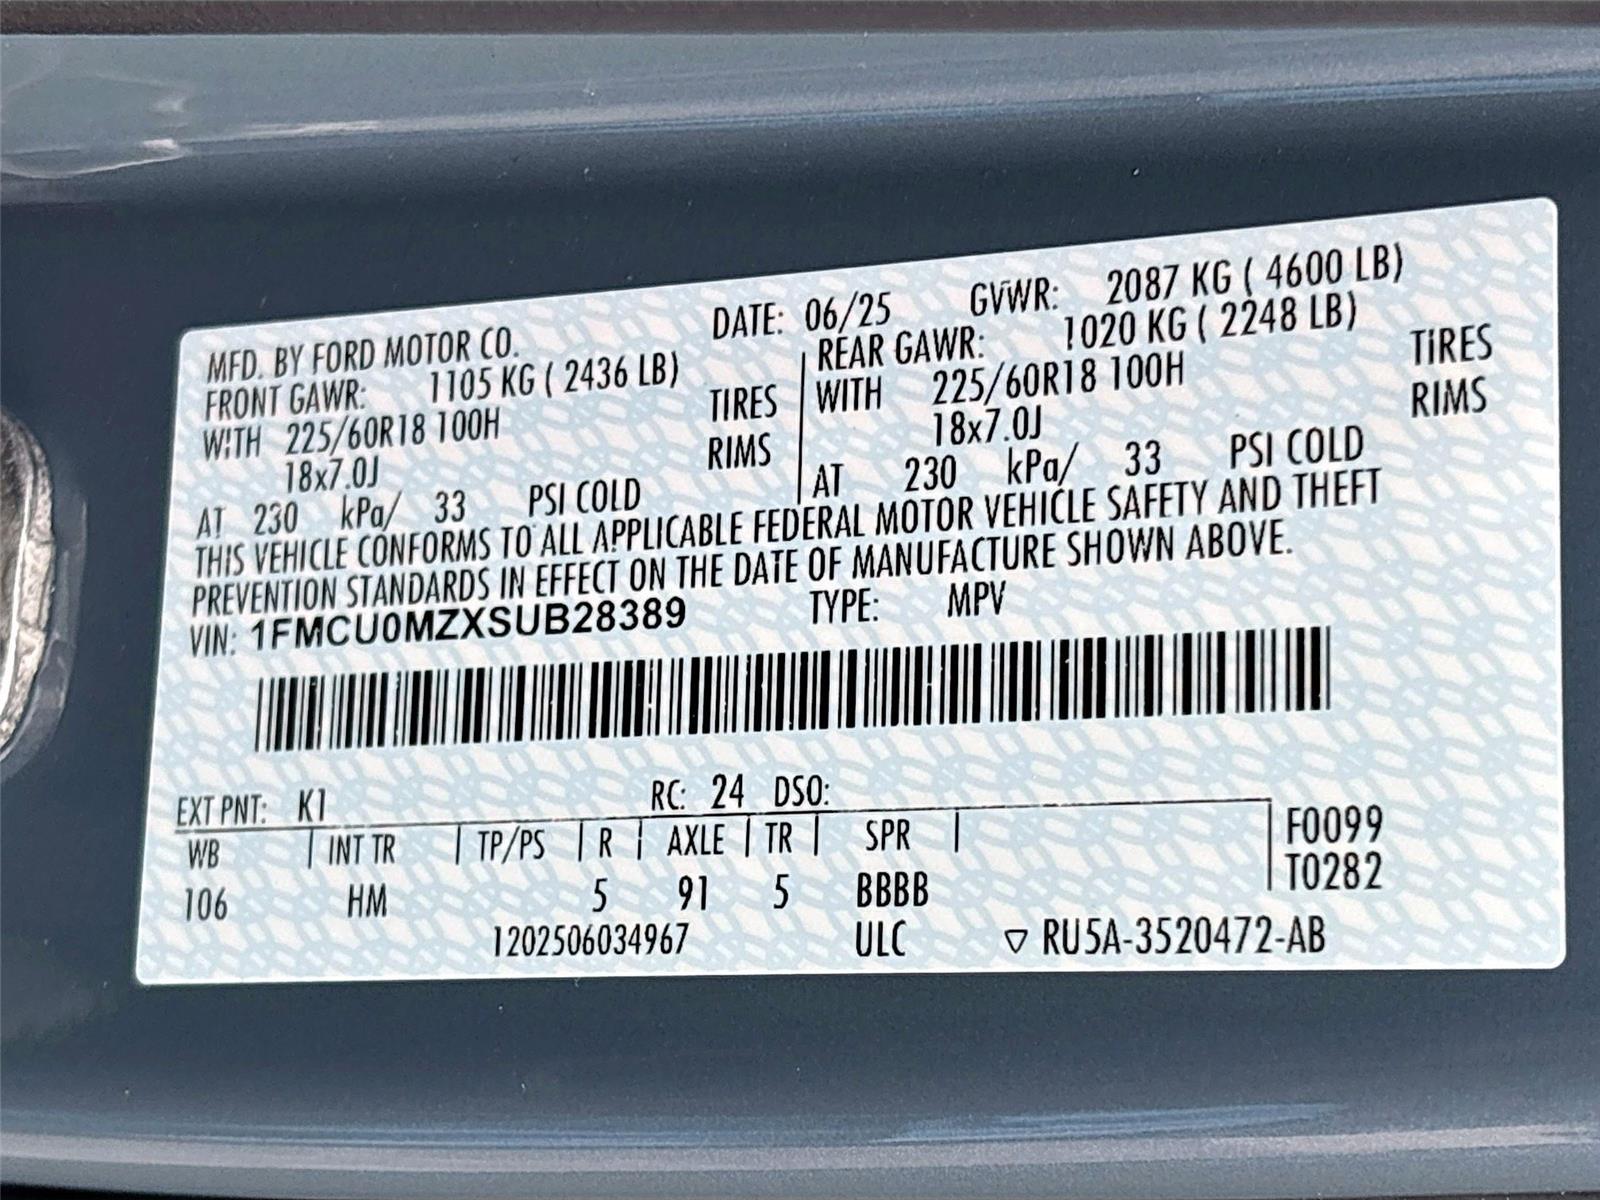 MFD. BY FORD MOTOR CO. DATE: 06/25 GVWR: 2087 KG ( 4600 LB)
FRONT GAWR: 1105 KG ( 2436 LB) REAR GAWR: 1020 KG ( 2248 LB)
WITH 225/60R18 100H TIRES WITH 225/60R18 100H TIRES
18x7.0J RIMS 18x7.0J RIMS
AT 230 kPa/ 33 PSI COLD AT 230 kPa/ 33 PSI COLD
THIS VEHICLE CONFORMS TO ALL APPLICABLE FEDERAL MOTOR VEHICLE SAFETY AND THEFT
PREVENTION STANDARDS IN EFFECT ON THE DATE OF MANUFACTURE SHOWN ABOVE.
VIN: 1FMCU0MZXSUB28389 TYPE: MPV
EXT PNT: K1 RC: 24 DSO:
WB INT TR TP/PS R AXLE TR SPR F0099
106 HM 5 91 5 BBBB T0282
1202506034967 ULC ▽ RU5A-3520472-AB